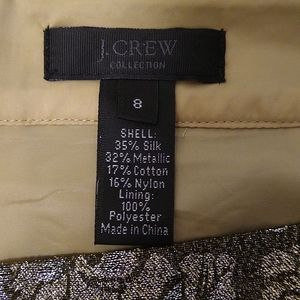 J.CREW
COLLECTION
8
SHELL:
35% Silk
32% Metallic
17% Cotton
16% Nylon
Lining:
100%
Polyester
Made in China